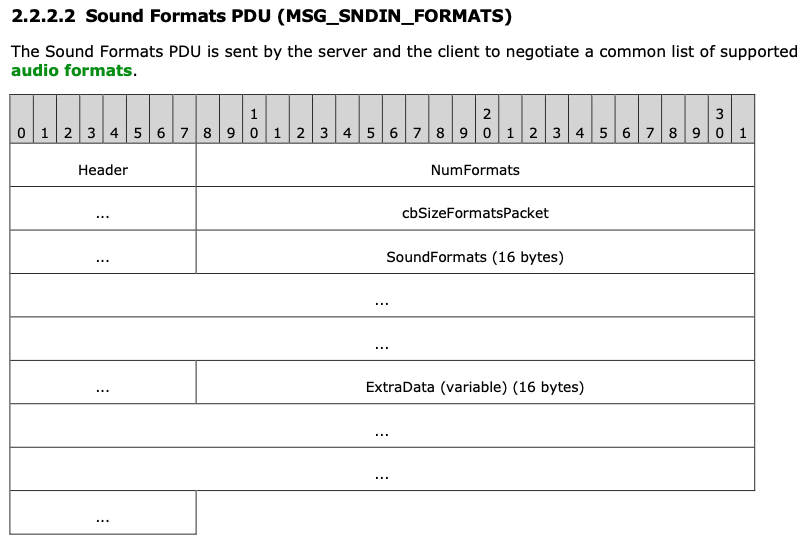 2.2.2.2 Sound Formats PDU (MSG_SNDIN_FORMATS)
The Sound Formats PDU is sent by the server and the client to negotiate a common list of supported
audio formats.
1 2 3
0 1 2 3 4 5 6 7 8 9 0 1 2 3 4 5 6 7 8 9 0 1 2 3 4 5 6 7 8 9 0 1
Header NumFormats
... cbSizeFormatsPacket
... SoundFormats (16 bytes)
...
...
... ExtraData (variable) (16 bytes)
...
...
...